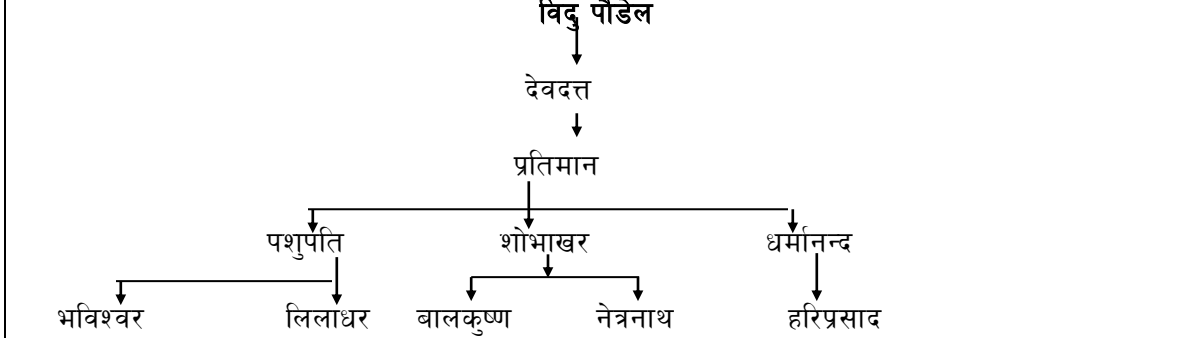 विदु पौडेल
देवदत्त
प्रतिमान
पशुपति शोभाखर धर्मानन्द
भविश्वर लिलाधर बालकुष्ण नेत्रनाथ हरिप्रसाद